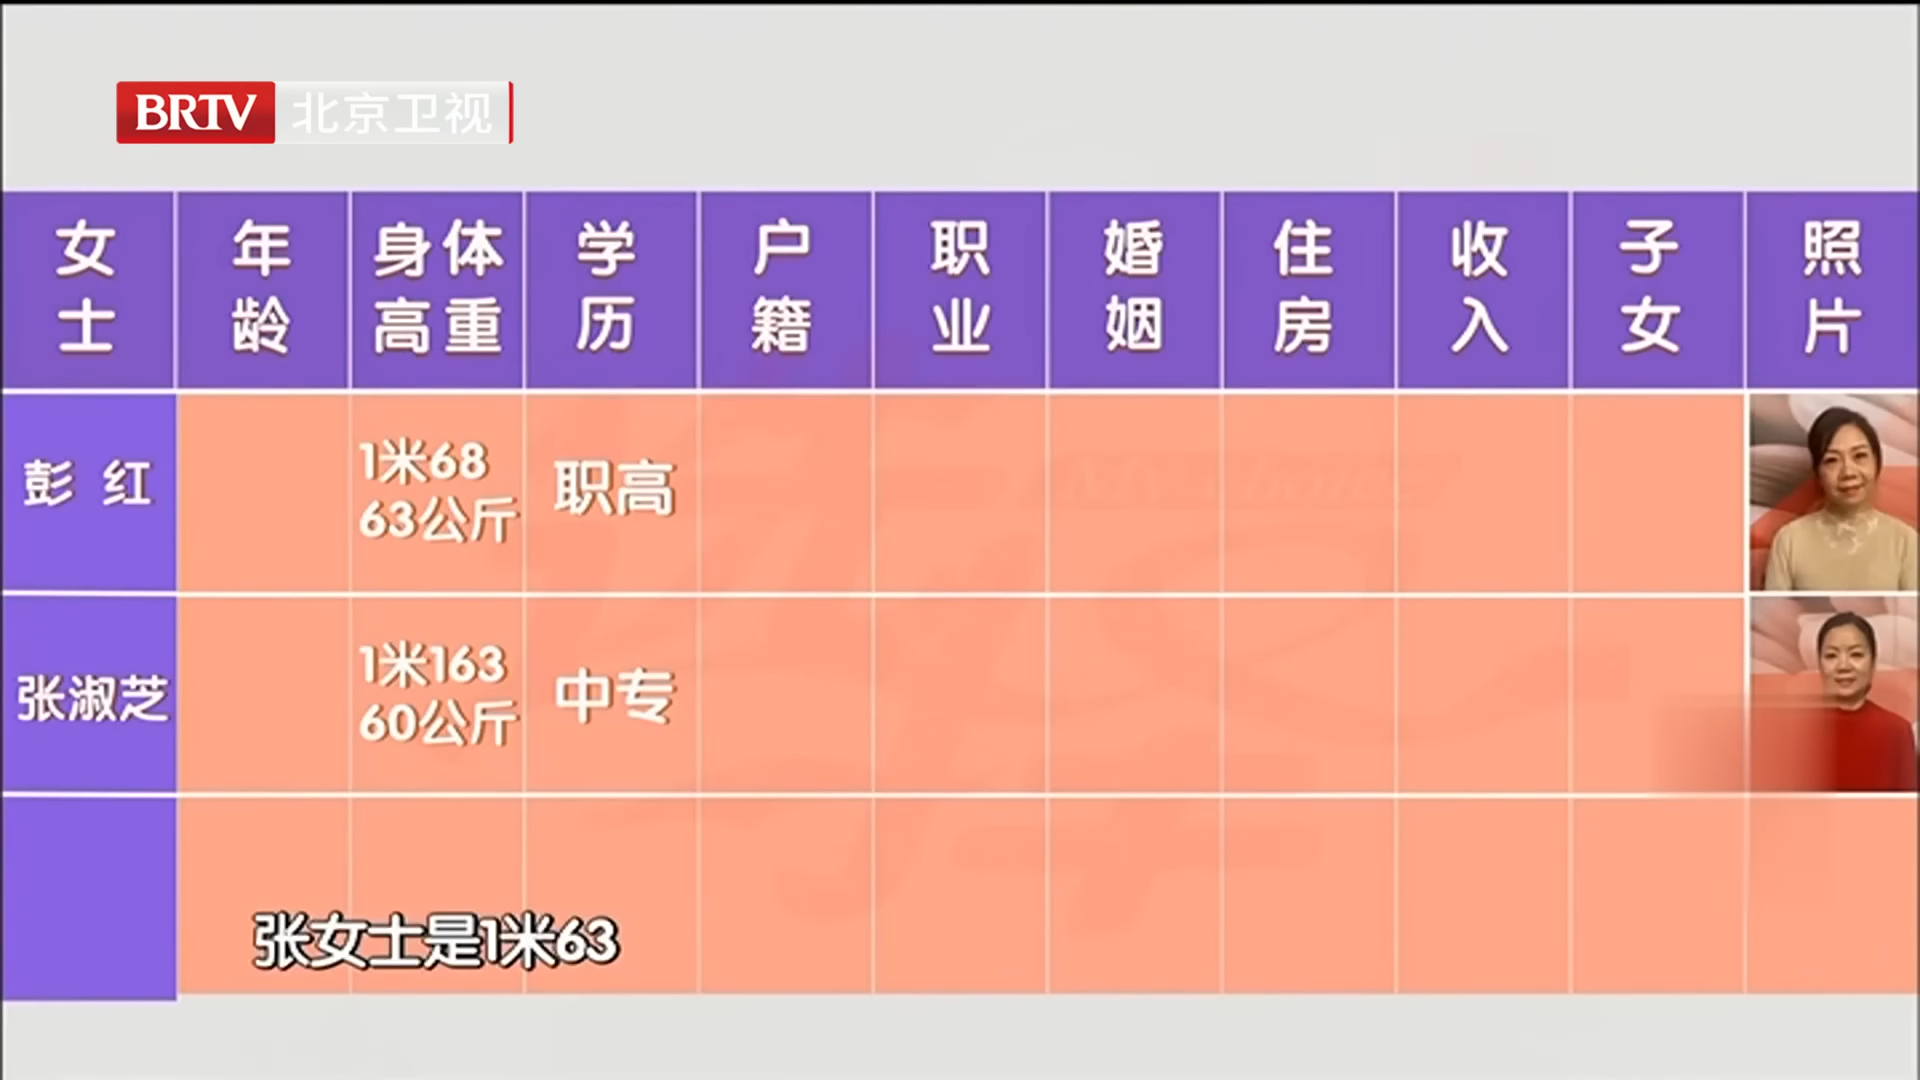 BRTV 北京卫视
女士 年龄 身高 体重 学历 户籍 职业 婚姻 住房 收入 子女 照片
彭红 1米68 63公斤 职高
张淑芝 1米163 60公斤 中专
张女士是1米63